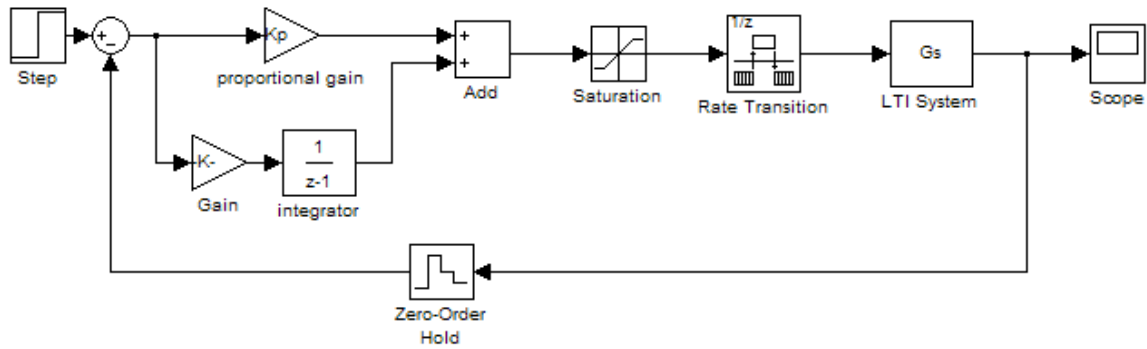 Step
+
−
Kp
proportional gain
K-
Gain
1
z-1
integrator
+
+
Add
Saturation
1/z
Rate Transition
Gs
LTI System
Scope
Zero-Order
Hold